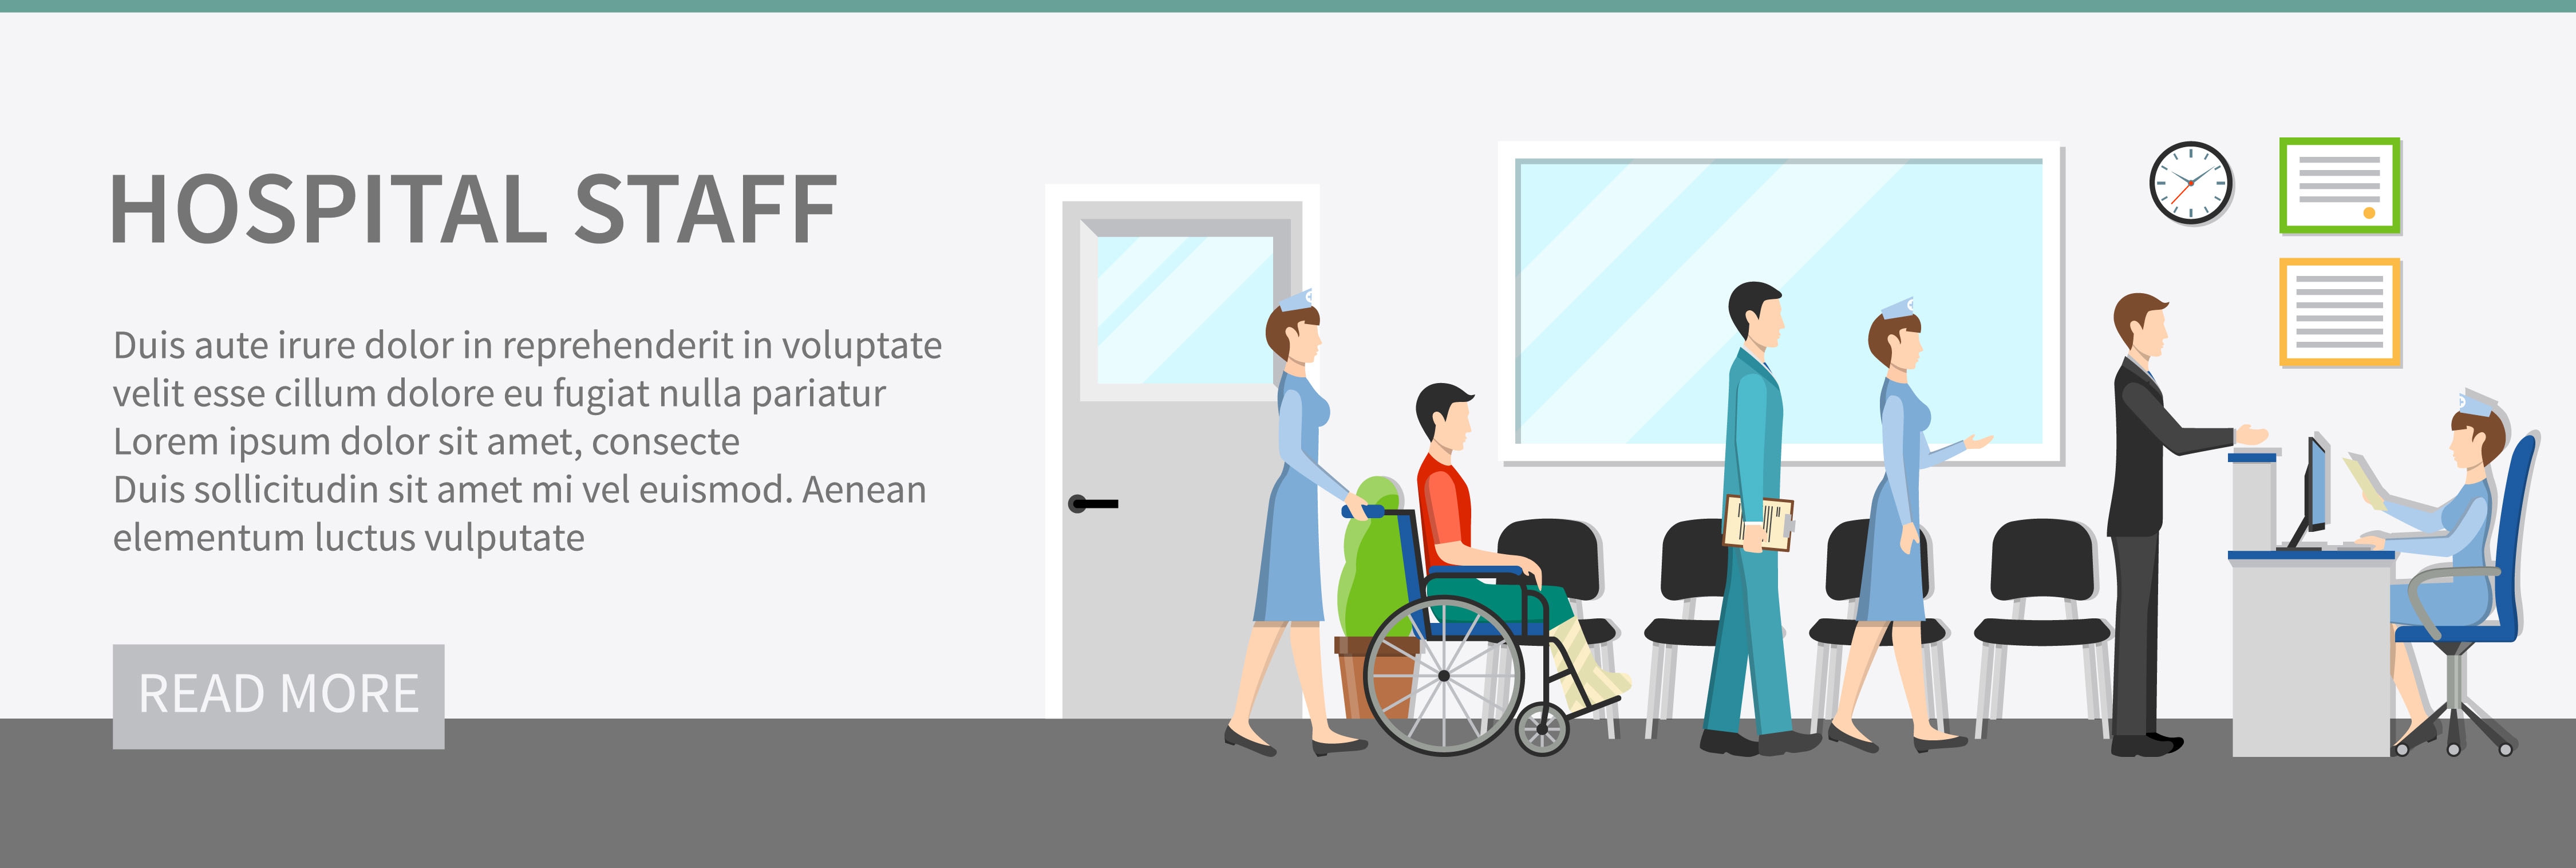 HOSPITAL STAFF
Duis aute irure dolor in reprehenderit in voluptate
velit esse cillum dolore eu fugiat nulla pariatur
Lorem ipsum dolor sit amet, consecte
Duis sollicitudin sit amet mi vel euismod. Aenean
elementum luctus vulputate
READ MORE